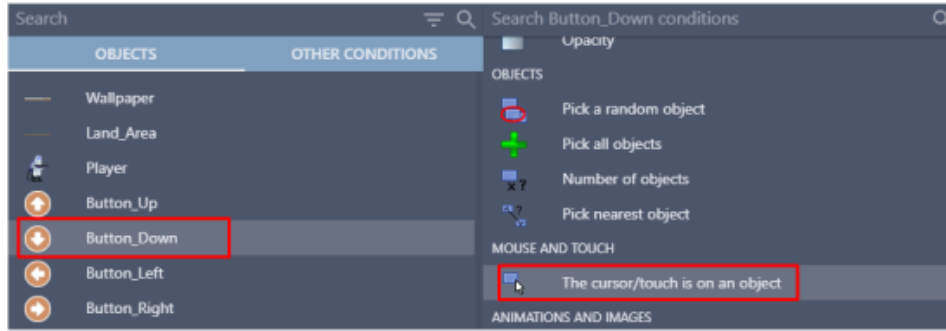 Search
OBJECTS
OTHER CONDITIONS
Wallpaper
Land_Area
Player
Button_Up
Button_Down
Button_Left
Button_Right
Search Button_Down conditions
Opacity
OBJECTS
Pick a random object
Pick all objects
Number of objects
Pick nearest object
MOUSE AND TOUCH
The cursor/touch is on an object
ANIMATIONS AND IMAGES